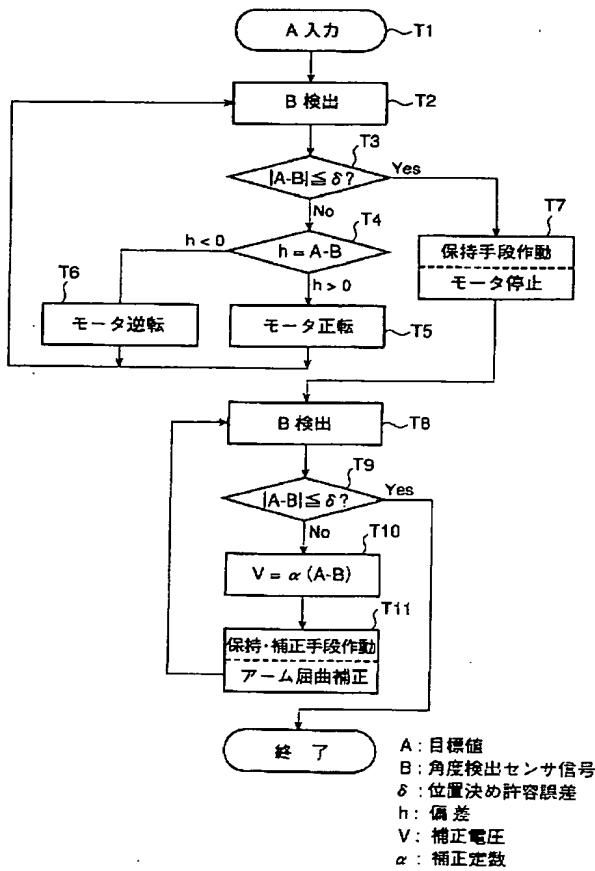 A 入力
T1
B 検出
T2
T3
|A-B|≦δ?
Yes
No
T4
h = A-B
h < 0
h > 0
T7
保持手段作動
モータ停止
T6
モータ逆転
モータ正転
T5
B 検出
T8
T9
|A-B|≦δ?
Yes
No
T10
V = α (A-B)
T11
保持・補正手段作動
アーム屈曲補正
終 了
A : 目標値
B : 角度検出センサ信号
δ : 位置決め許容誤差
h : 偏差
V : 補正電圧
α : 補正定数